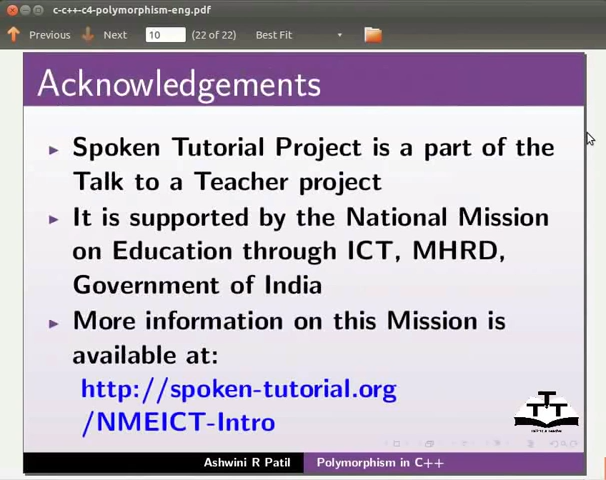 c-c++-c4-polymorphism-eng.pdf
Previous Next 10 (22 of 22) Best Fit
Acknowledgements
Spoken Tutorial Project is a part of the
Talk to a Teacher project
It is supported by the National Mission
on Education through ICT, MHRD,
Government of India
More information on this Mission is
available at:
http://spoken-tutorial.org
/NMEICT-Intro
Ashwini R Patil Polymorphism in C++